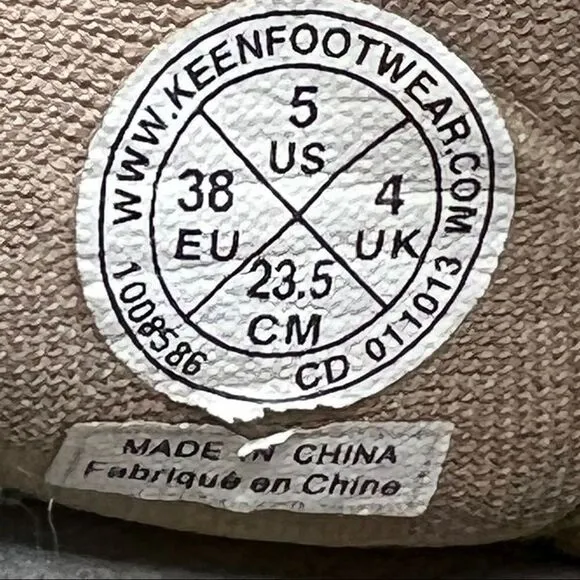 WWW.KEENFOOTWEAR.COM
5
US
38
EU
4
UK
23.5
CM
1008586
CD 011013
MADE IN CHINA
Fabriqué en Chine